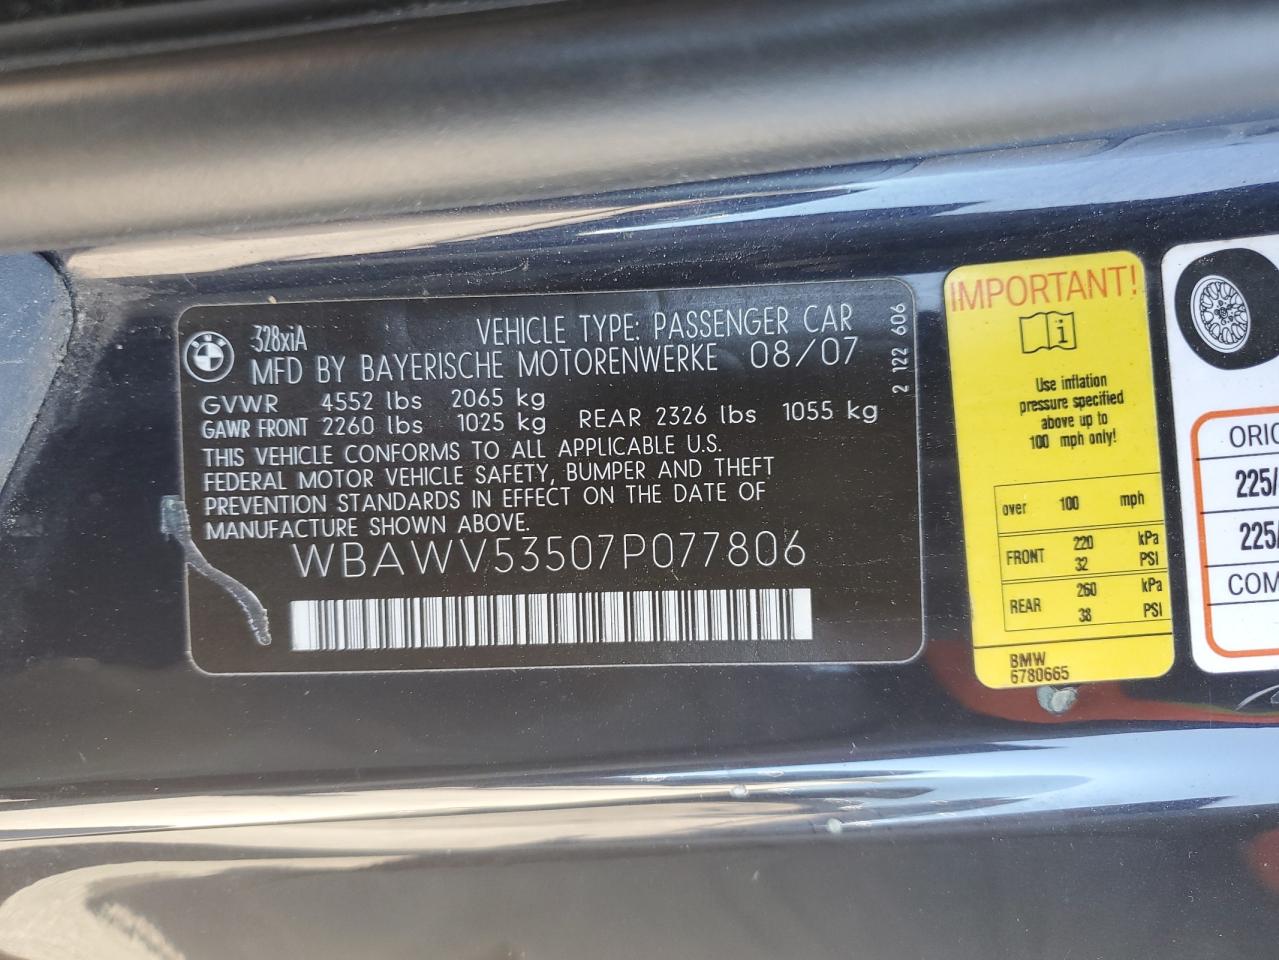 328xiA
VEHICLE TYPE: PASSENGER CAR
MFD BY BAYERISCHE MOTORENWERKE 08/07
GVWR 4552 lbs 2065 kg
GAWR FRONT 2260 lbs 1025 kg REAR 2326 lbs 1055 kg
THIS VEHICLE CONFORMS TO ALL APPLICABLE U.S.
FEDERAL MOTOR VEHICLE SAFETY, BUMPER AND THEFT
PREVENTION STANDARDS IN EFFECT ON THE DATE OF
MANUFACTURE SHOWN ABOVE.
WBAWV53507P077806
2 122 606
IMPORTANT!
i
Use inflation
pressure specified
above up to
100 mph only!
over 100 mph
FRONT 220 kPa
32 PSI
REAR 260 kPa
38 PSI
BMW
6780665
ORIG
225/
225/
COM